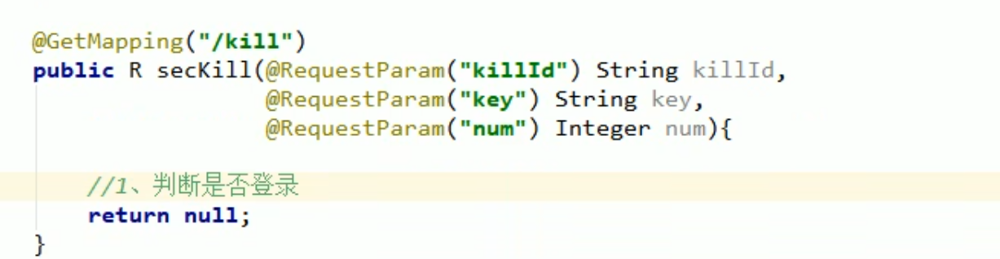 @GetMapping("/kill")
public R secKill(@RequestParam("killId") String killId,
@RequestParam("key") String key,
@RequestParam("num") Integer num){
//1、判断是否登录
return null;
}